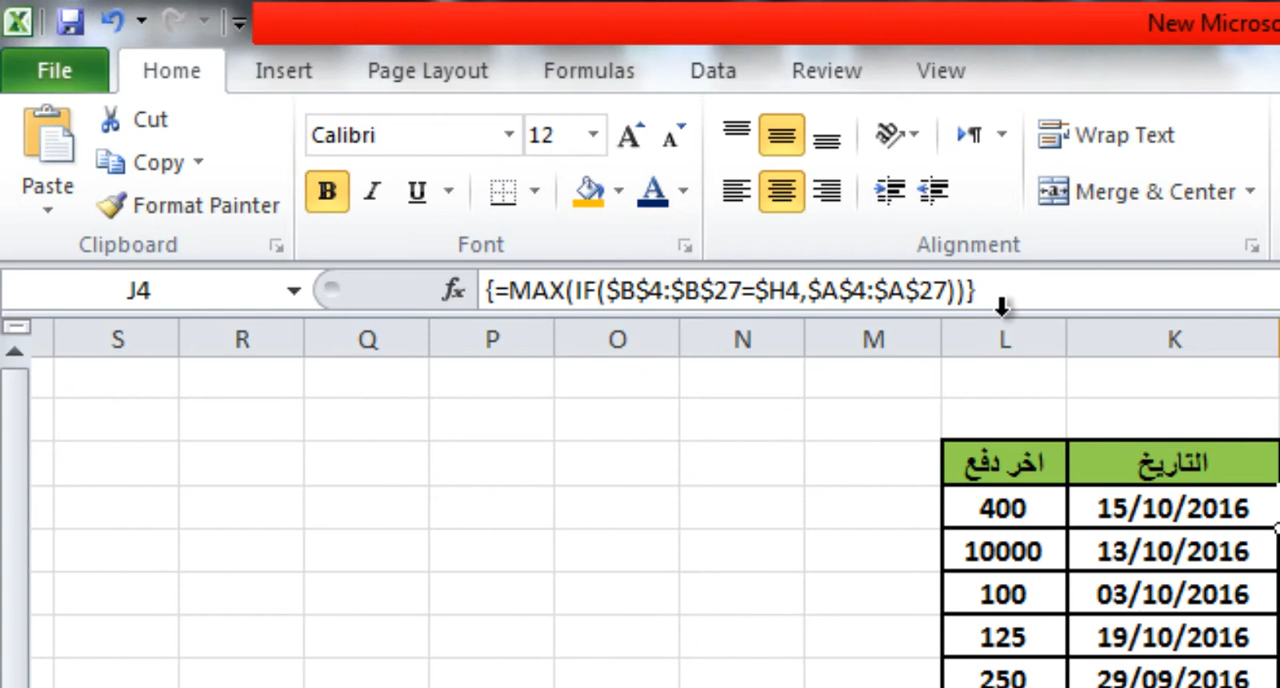 New Microsc
File Home Insert Page Layout Formulas Data Review View
Cut
Copy
Format Painter
Paste
Clipboard
Calibri 12
B I U A
Font
Wrap Text
Merge & Center
Alignment
J4 fx {=MAX(IF($B$4:$B$27=$H4,$A$4:$A$27))}
S R Q P O N M L K
التاريخ اخر دفع
400 15/10/2016
10000 13/10/2016
100 03/10/2016
125 19/10/2016
250 29/09/2016